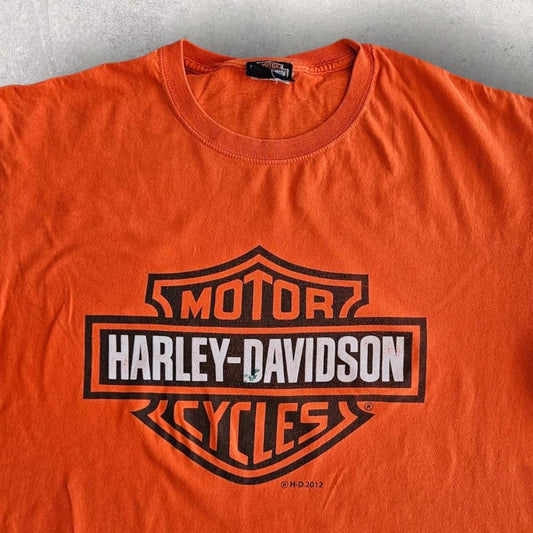 MOTOR
HARLEY-DAVIDSON
CYCLES ®
® H-D 2012